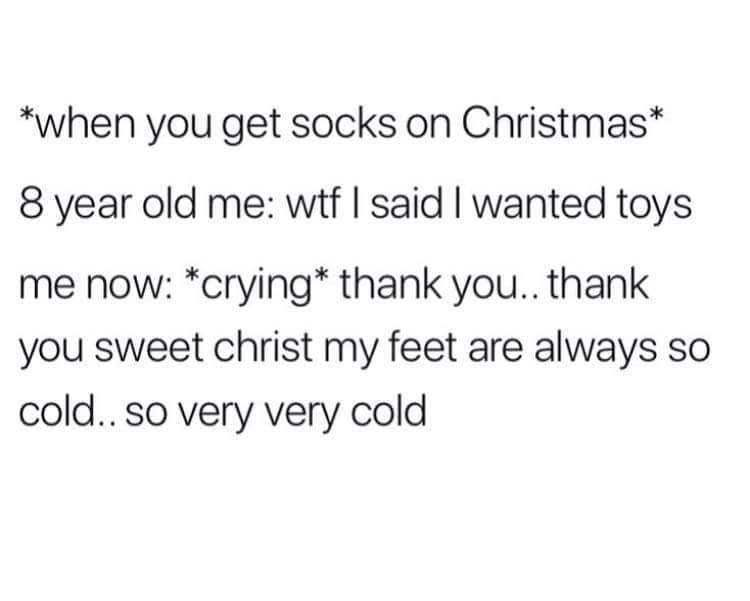 *when you get socks on Christmas*
8 year old me: wtf I said I wanted toys
me now: *crying* thank you.. thank
you sweet christ my feet are always so
cold.. so very very cold